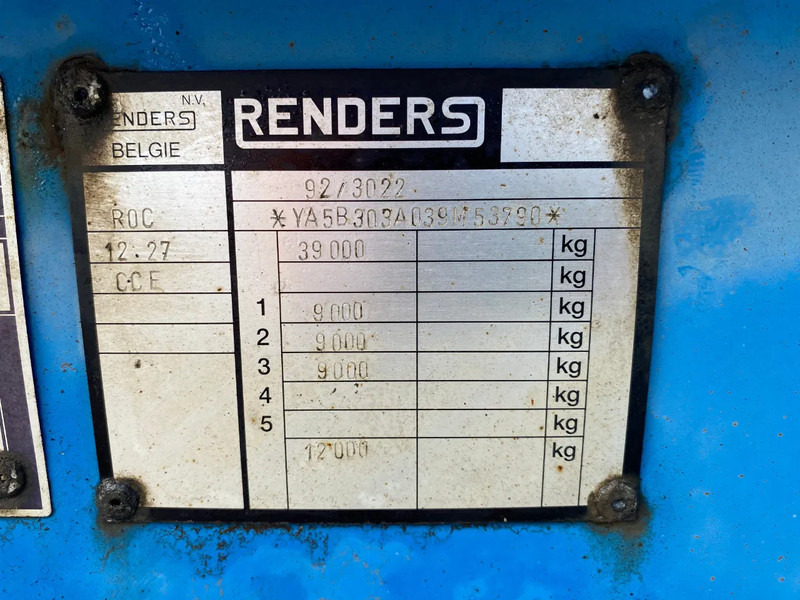 N.V.
RENDERS
BELGIE
RENDERS
92/3022
ROC
*YA5B303A039M53790*
12.27
39000 kg
CCE
kg
1 9000 kg
2 9000 kg
3 9000 kg
4 kg
5 kg
12000 kg